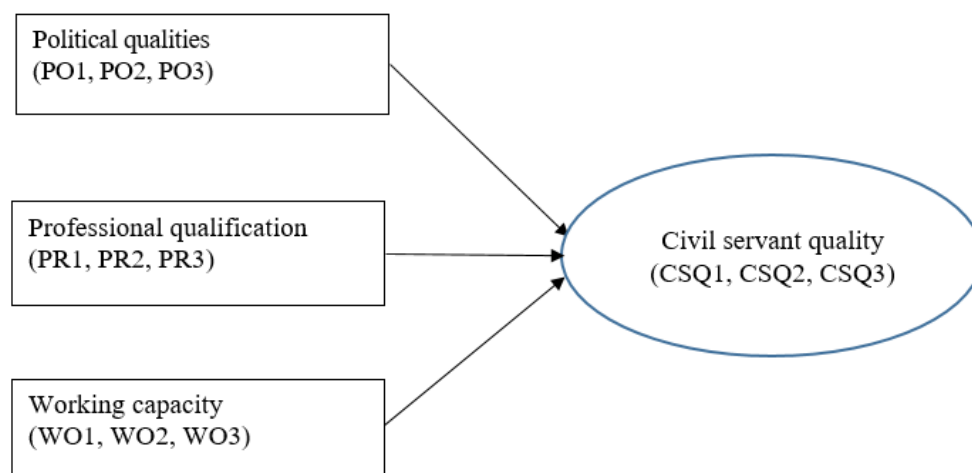 Political qualities
(PO1, PO2, PO3)
Professional qualification
(PR1, PR2, PR3)
Civil servant quality
(CSQ1, CSQ2, CSQ3)
Working capacity
(WO1, WO2, WO3)